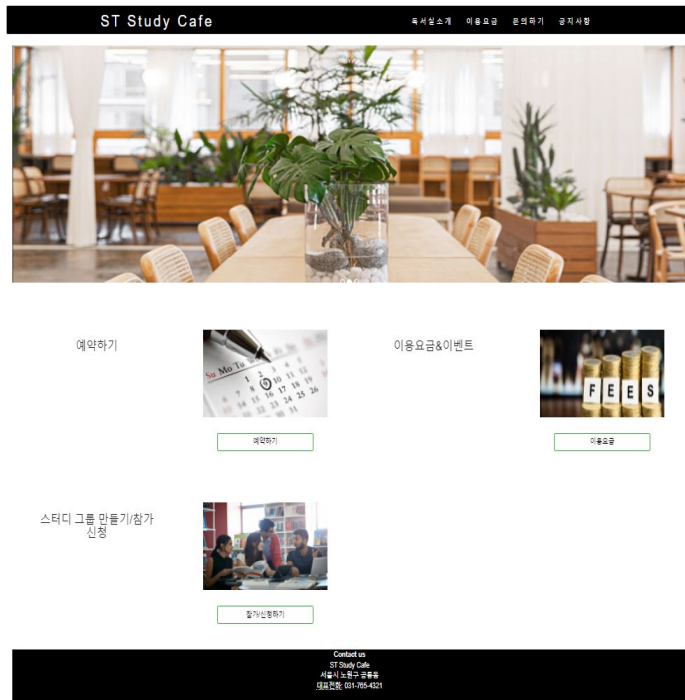 ST Study Cafe
독서실소개 이용요금 문의하기 공지사항
예약하기
Su Mo Tu We
예약하기
이용요금&이벤트
FEES
이용요금
스터디 그룹 만들기/참가
신청
참가신청하기
Contact us
ST Study Cafe
서울시 노원구 공릉동
대표전화: 031-765-4321